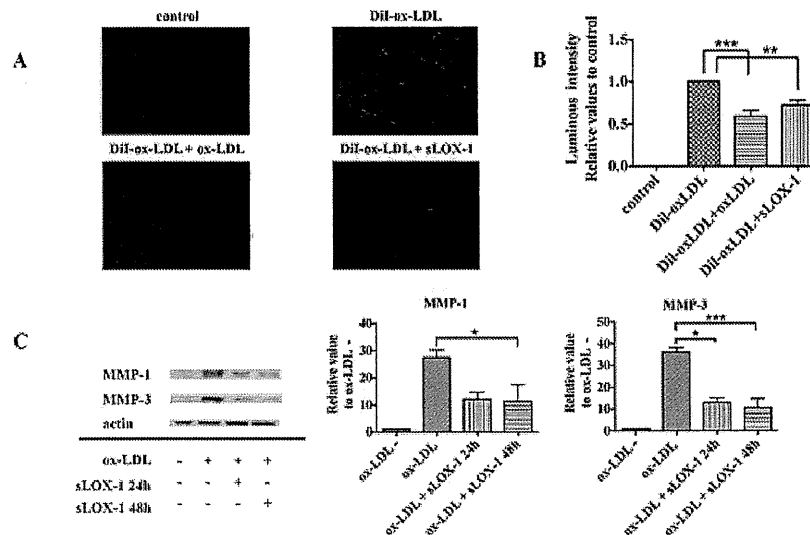 A
control
DiI-ox-LDL
DiI-ox-LDL + ox-LDL
DiI-ox-LDL + sLOX-1
B
Luminous intensity
Relative values to control
1.5
1.0
0.5
0.0
***
**
control
DiI-oxLDL
DiI-oxLDL+oxLDL
DiI-oxLDL+sLOX-1
C
MMP-1
MMP-3
actin
ox-LDL - + + +
sLOX-1 24h - - + 
sLOX-1 48h - - - +
MMP-1
Relative value
to ox-LDL -
40
30
20
10
0
*
ox-LDL -
ox-LDL
ox-LDL + sLOX-1 24h
ox-LDL + sLOX-1 48h
MMP-3
Relative value
to ox-LDL -
50
40
30
20
10
0
***
*
ox-LDL -
ox-LDL
ox-LDL + sLOX-1 24h
ox-LDL + sLOX-1 48h